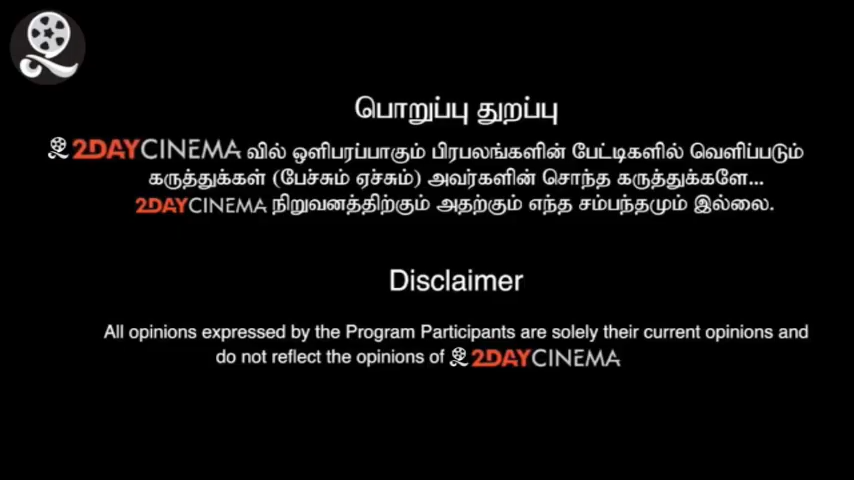 பொறுப்பு துறப்பு
2DAYCINEMA வில் ஒளிபரப்பாகும் பிரபலங்களின் பேட்டிகளில் வெளிப்படும்
கருத்துக்கள் (பேச்சும் ஏச்சும்) அவர்களின் சொந்த கருத்துக்களே...
2DAYCINEMA நிறுவனத்திற்கும் அதற்கும் எந்த சம்பந்தமும் இல்லை.
Disclaimer
All opinions expressed by the Program Participants are solely their current opinions and
do not reflect the opinions of 2DAYCINEMA